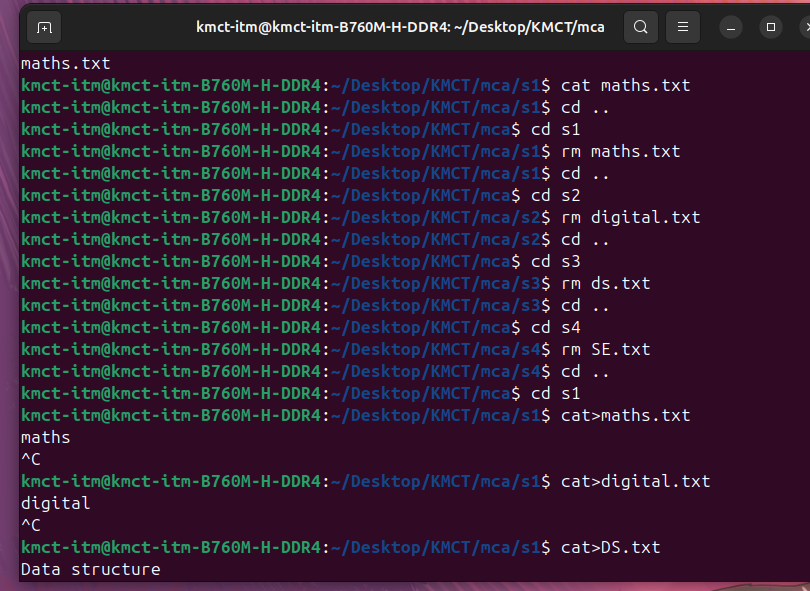 kmct-itm@kmct-itm-B760M-H-DDR4: ~/Desktop/KMCT/mca
maths.txt
kmct-itm@kmct-itm-B760M-H-DDR4:~/Desktop/KMCT/mca/s1$ cat maths.txt
kmct-itm@kmct-itm-B760M-H-DDR4:~/Desktop/KMCT/mca/s1$ cd ..
kmct-itm@kmct-itm-B760M-H-DDR4:~/Desktop/KMCT/mca$ cd s1
kmct-itm@kmct-itm-B760M-H-DDR4:~/Desktop/KMCT/mca/s1$ rm maths.txt
kmct-itm@kmct-itm-B760M-H-DDR4:~/Desktop/KMCT/mca/s1$ cd ..
kmct-itm@kmct-itm-B760M-H-DDR4:~/Desktop/KMCT/mca$ cd s2
kmct-itm@kmct-itm-B760M-H-DDR4:~/Desktop/KMCT/mca/s2$ rm digital.txt
kmct-itm@kmct-itm-B760M-H-DDR4:~/Desktop/KMCT/mca/s2$ cd ..
kmct-itm@kmct-itm-B760M-H-DDR4:~/Desktop/KMCT/mca$ cd s3
kmct-itm@kmct-itm-B760M-H-DDR4:~/Desktop/KMCT/mca/s3$ rm ds.txt
kmct-itm@kmct-itm-B760M-H-DDR4:~/Desktop/KMCT/mca/s3$ cd ..
kmct-itm@kmct-itm-B760M-H-DDR4:~/Desktop/KMCT/mca$ cd s4
kmct-itm@kmct-itm-B760M-H-DDR4:~/Desktop/KMCT/mca/s4$ rm SE.txt
kmct-itm@kmct-itm-B760M-H-DDR4:~/Desktop/KMCT/mca/s4$ cd ..
kmct-itm@kmct-itm-B760M-H-DDR4:~/Desktop/KMCT/mca$ cd s1
kmct-itm@kmct-itm-B760M-H-DDR4:~/Desktop/KMCT/mca/s1$ cat>maths.txt
maths
^C
kmct-itm@kmct-itm-B760M-H-DDR4:~/Desktop/KMCT/mca/s1$ cat>digital.txt
digital
^C
kmct-itm@kmct-itm-B760M-H-DDR4:~/Desktop/KMCT/mca/s1$ cat>DS.txt
Data structure